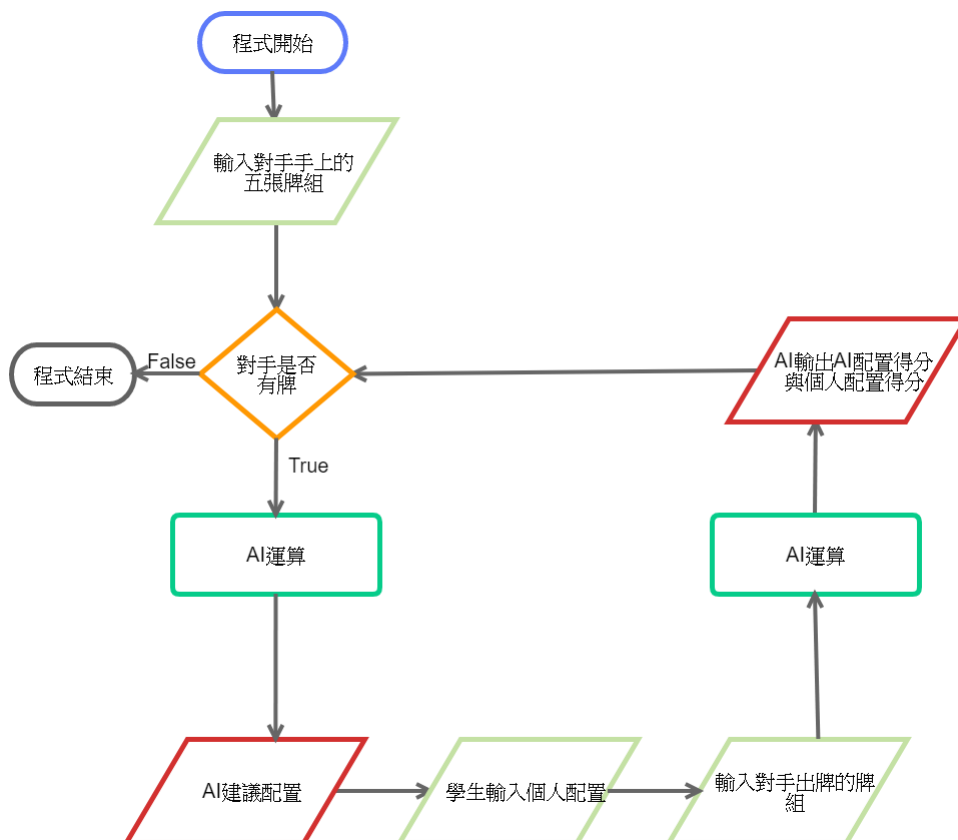 程式開始
輸入對手手上的
五張牌組
對手是否
有牌
False
程式結束
True
AI輸出AI配置得分
與個人配置得分
AI運算
AI運算
AI建議配置
學生輸入個人配置
輸入對手出牌的牌
組